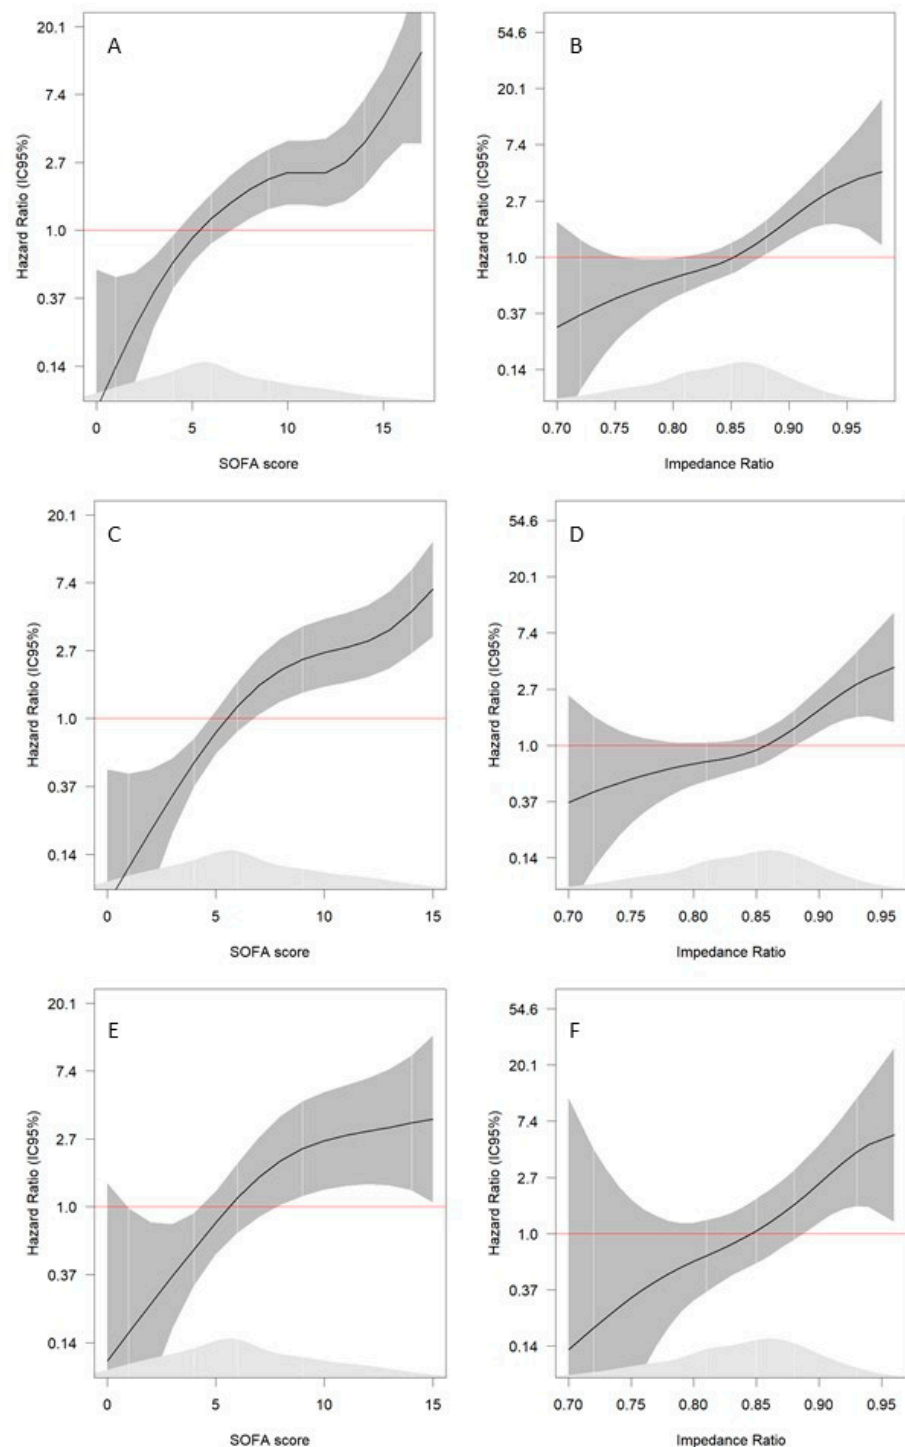 A
Hazard Ratio (IC95%)
20.1
7.4
2.7
1.0
0.37
0.14
0 5 10 15
SOFA score
B
Hazard Ratio (IC95%)
54.6
20.1
7.4
2.7
1.0
0.37
0.14
0.70 0.75 0.80 0.85 0.90 0.95
Impedance Ratio
C
Hazard Ratio (IC95%)
20.1
7.4
2.7
1.0
0.37
0.14
0 5 10 15
SOFA score
D
Hazard Ratio (IC95%)
54.6
20.1
7.4
2.7
1.0
0.37
0.14
0.70 0.75 0.80 0.85 0.90 0.95
Impedance Ratio
E
Hazard Ratio (IC95%)
20.1
7.4
2.7
1.0
0.37
0.14
0 5 10 15
SOFA score
F
Hazard Ratio (IC95%)
54.6
20.1
7.4
2.7
1.0
0.37
0.14
0.70 0.75 0.80 0.85 0.90 0.95
Impedance Ratio